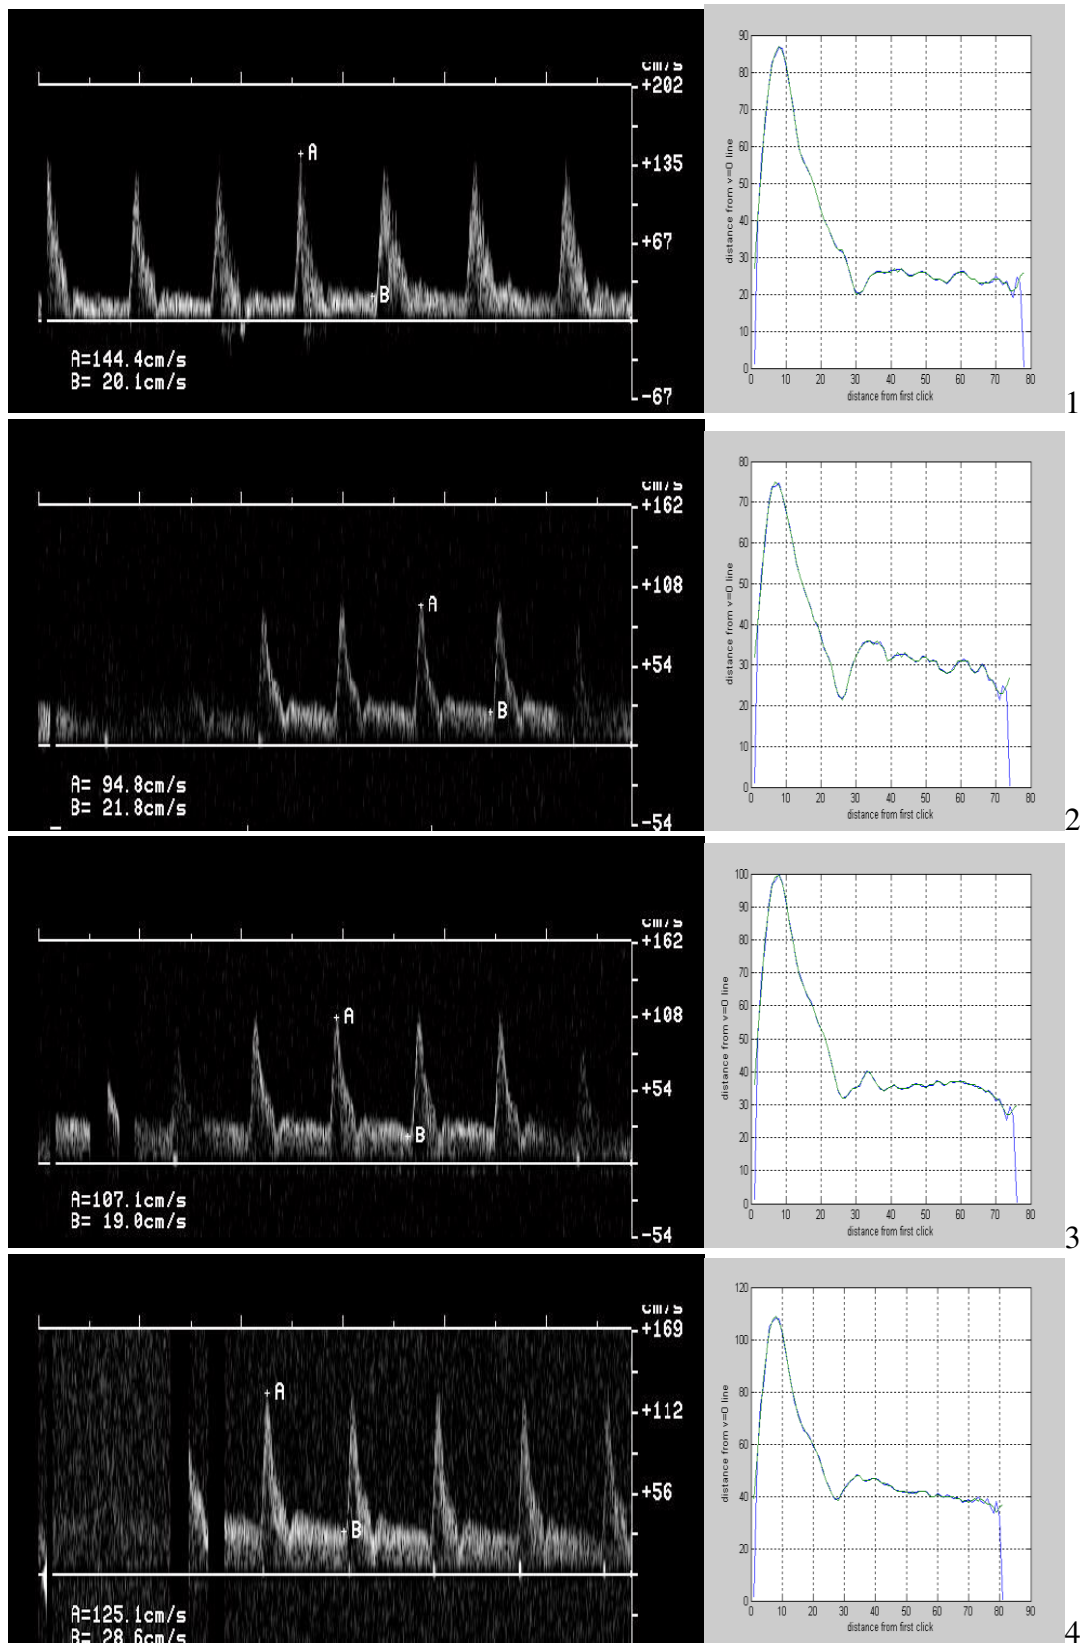 cm/s
+202
+135
A
+67
B
-67
A=144.4cm/s
B= 20.1cm/s
90
80
70
60
50
40
30
20
10
0
distance from v=0 line
0 10 20 30 40 50 60 70 80
distance from first click
1
cm/s
+162
+108
A
+54
B
-54
A= 94.8cm/s
B= 21.8cm/s
80
70
60
50
40
30
20
10
0
distance from v=0 line
0 10 20 30 40 50 60 70 80
distance from first click
2
cm/s
+162
+108
A
+54
B
-54
A=107.1cm/s
B= 19.0cm/s
100
90
80
70
60
50
40
30
20
10
0
distance from v=0 line
0 10 20 30 40 50 60 70 80
distance from first click
3
cm/s
+169
A
+112
+56
B
A=125.1cm/s
B= 28.6cm/s
120
100
80
60
40
20
0
distance from v=0 line
0 10 20 30 40 50 60 70 80 90
distance from first click
4